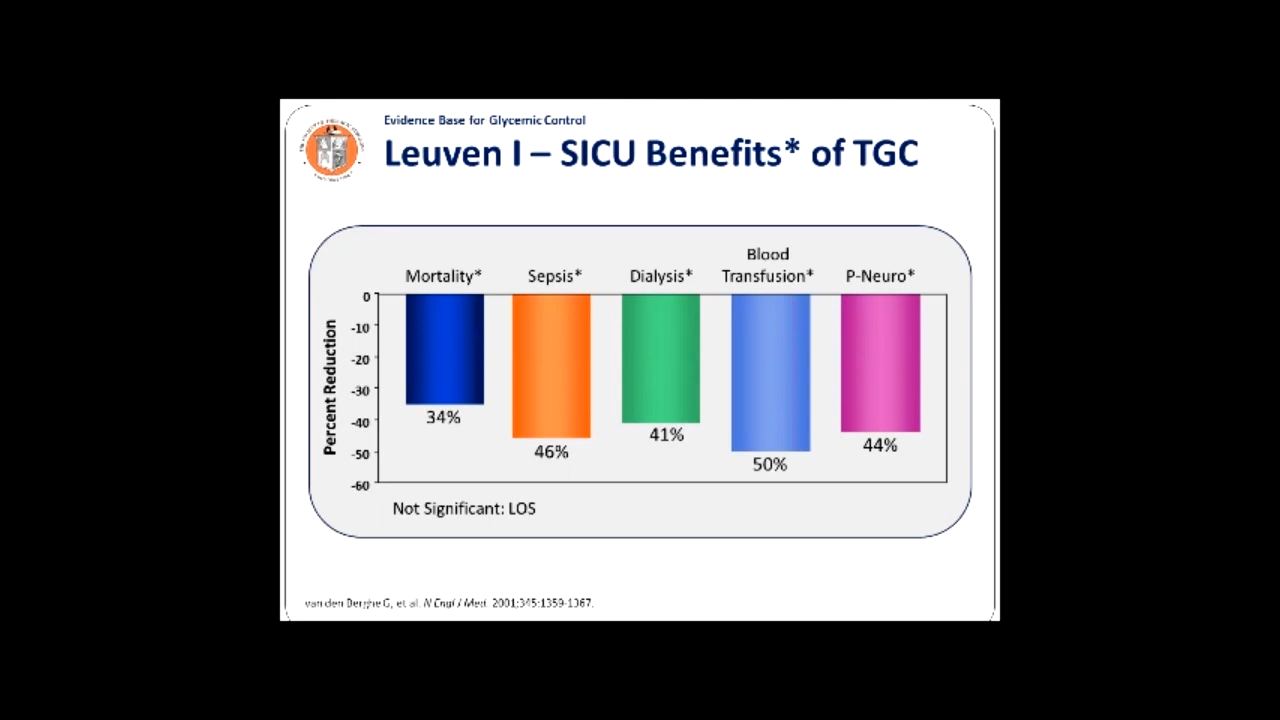 Evidence Base for Glycemic Control
Leuven I – SICU Benefits* of TGC
Blood
Mortality* Sepsis* Dialysis* Transfusion* P-Neuro*
Percent Reduction
0
-10
-20
-30
-40
-50
-60
34%
46%
41%
50%
44%
Not Significant: LOS
van den Berghe G, et al. N Engl J Med. 2001;345:1359-1367.